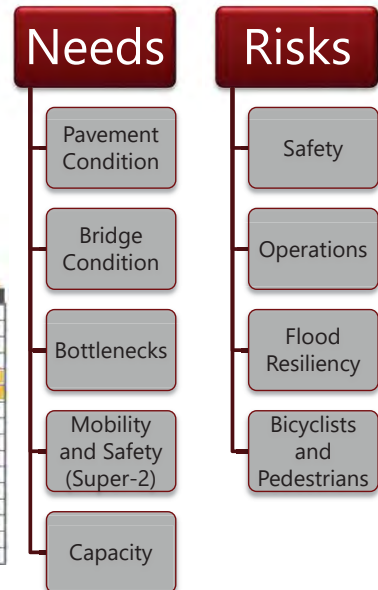 Needs
Pavement
Condition
Bridge
Condition
Bottlenecks
Mobility
and Safety
(Super-2)
Capacity
Risks
Safety
Operations
Flood
Resiliency
Bicyclists
and
Pedestrians